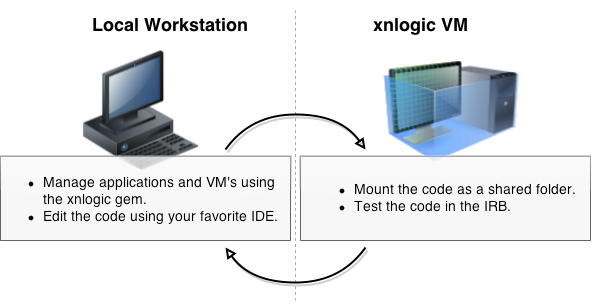 Local Workstation
xnlogic VM
• Manage applications and VM's using
the xnlogic gem.
• Edit the code using your favorite IDE.
• Mount the code as a shared folder.
• Test the code in the IRB.